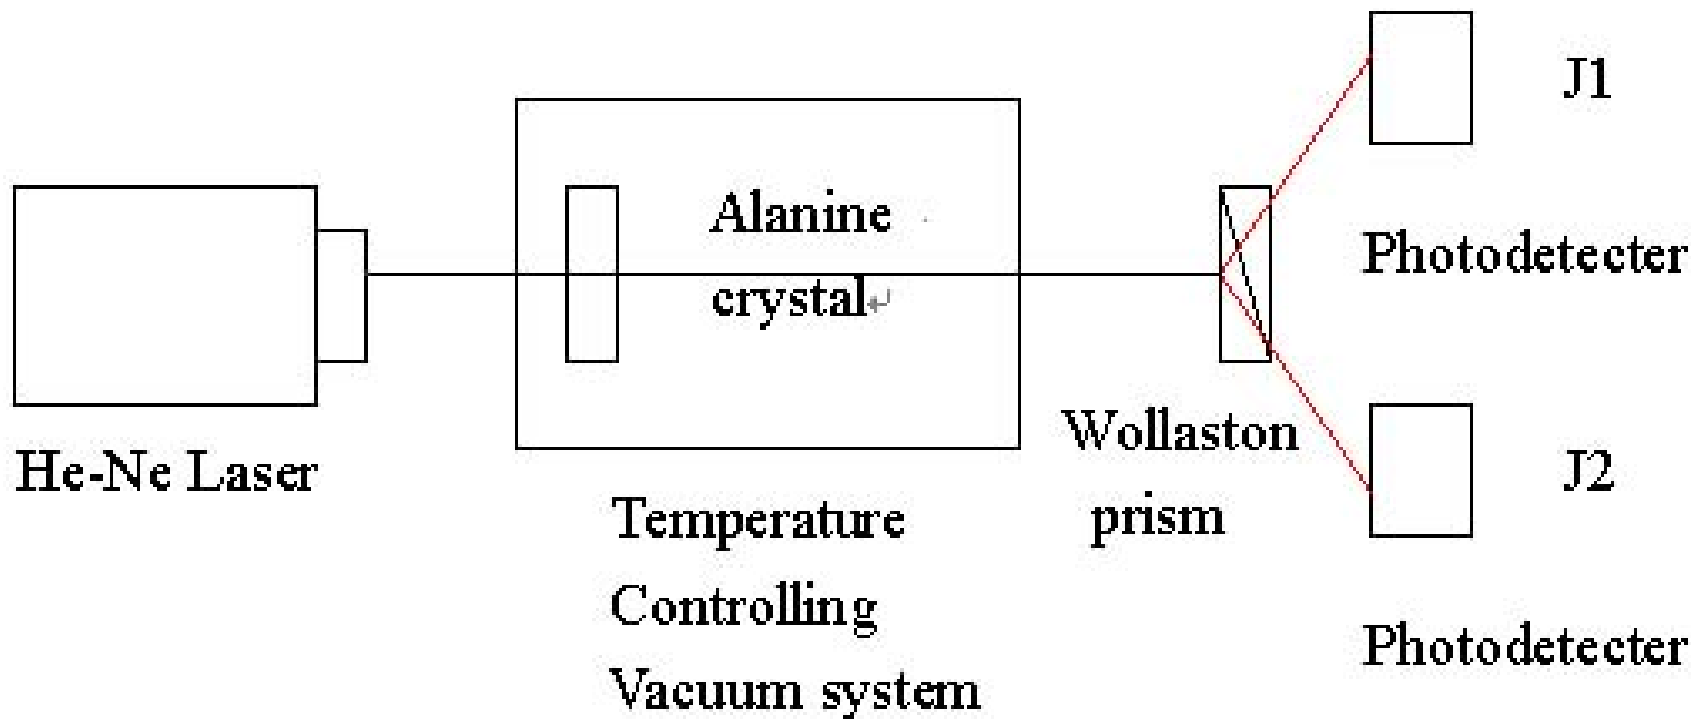 J1
Alanine
crystal↵
Photodetecter
He-Ne Laser
Wollaston
prism
J2
Temperature
Controlling
Vacuum system
Photodetecter